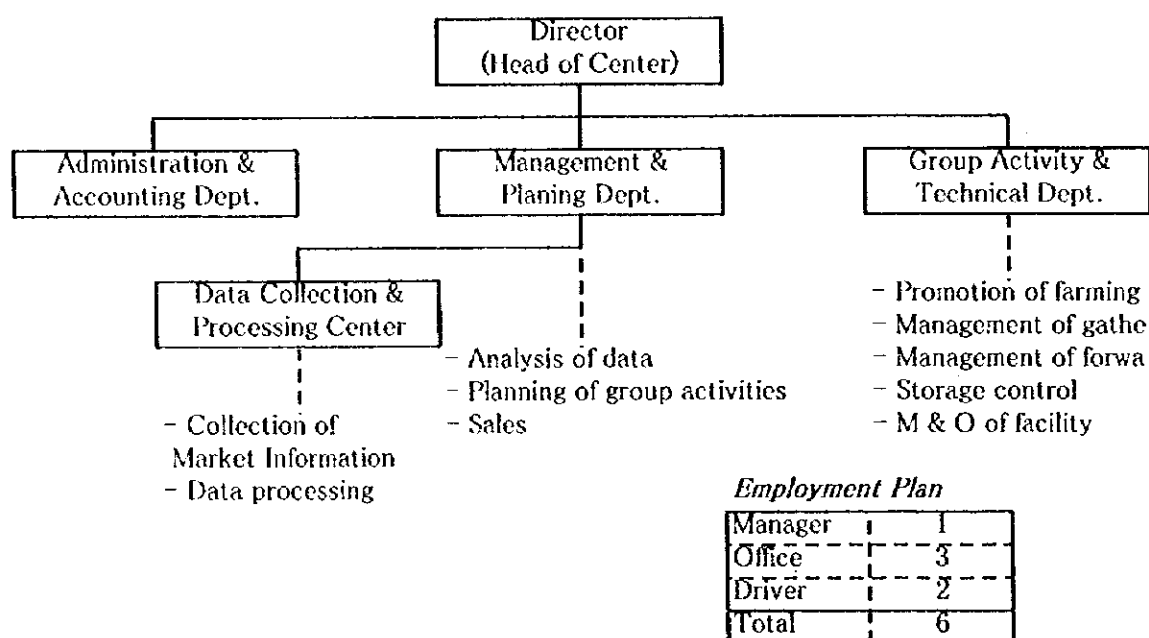 Director
(Head of Center)
Administration &
Accounting Dept.
Management &
Planing Dept.
Group Activity &
Technical Dept.
Data Collection &
Processing Center
- Collection of
Market Information
- Data processing
- Analysis of data
- Planning of group activities
- Sales
- Promotion of farming
- Management of gathe
- Management of forwa
- Storage control
- M & O of facility
Employment Plan
Manager 1
Office 3
Driver 2
Total 6